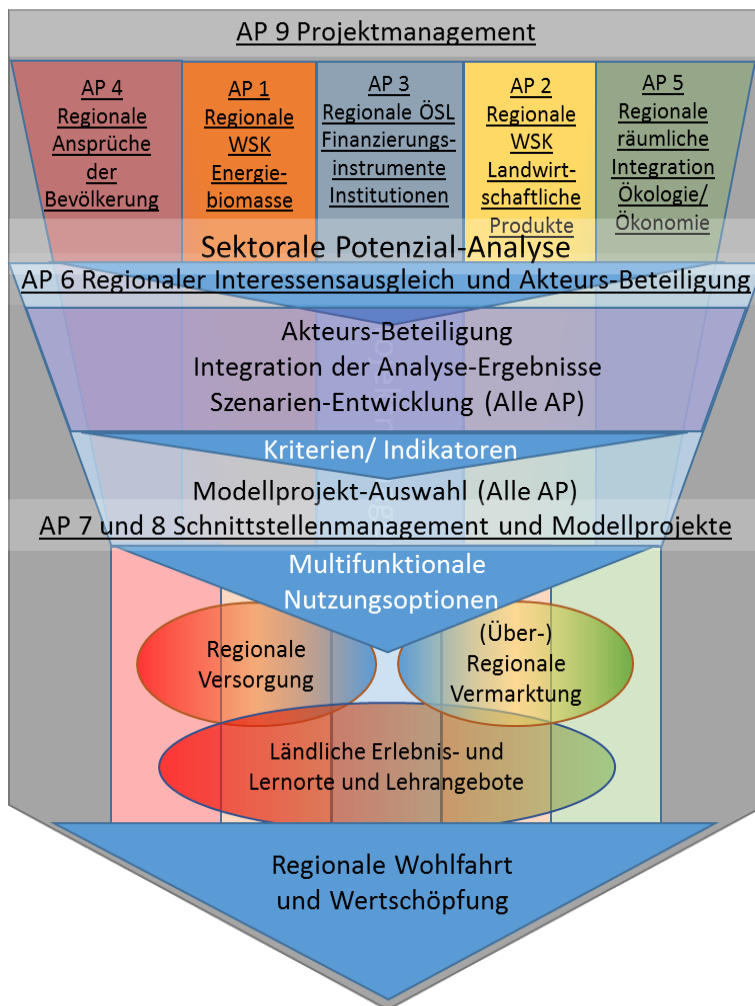 AP 9 Projektmanagement
AP 4
Regionale
Ansprüche
der
Bevölkerung
AP 1
Regionale
WSK
Energie-
biomasse
AP 3
Regionale ÖSL
Finanzierungs-
instrumente
Institutionen
AP 2
Regionale
WSK
Landwirt-
schaftliche
Produkte
AP 5
Regionale
räumliche
Integration
Ökologie/
Ökonomie
Sektorale Potenzial-Analyse
AP 6 Regionaler Interessensausgleich und Akteurs-Beteiligung
Akteurs-Beteiligung
Integration der Analyse-Ergebnisse
Szenarien-Entwicklung (Alle AP)
Kriterien/ Indikatoren
Modellprojekt-Auswahl (Alle AP)
AP 7 und 8 Schnittstellenmanagement und Modellprojekte
Multifunktionale
Nutzungsoptionen
Regionale
Versorgung
(Über-)
Regionale
Vermarktung
Ländliche Erlebnis- und
Lernorte und Lehrangebote
Regionale Wohlfahrt
und Wertschöpfung